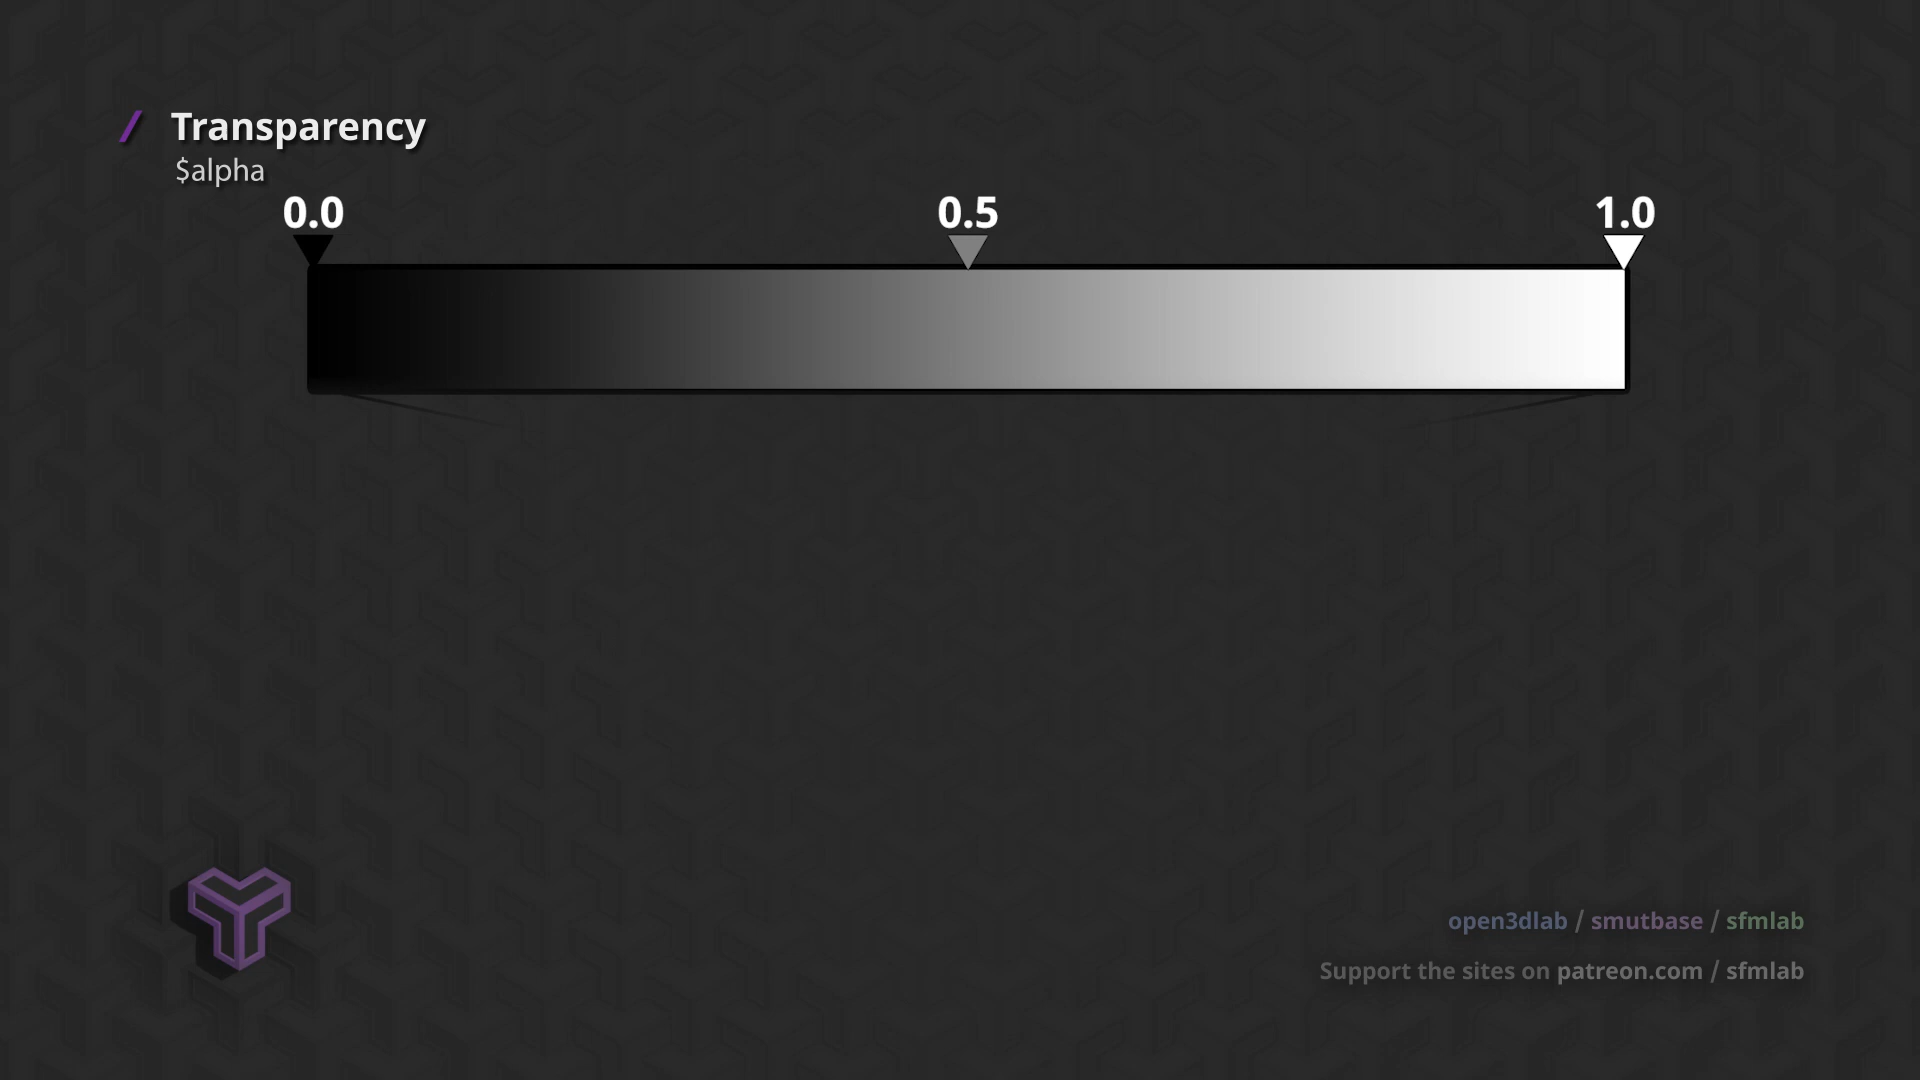 / Transparency
$alpha
0.0 0.5 1.0
open3dlab / smutbase / sfmlab
Support the sites on patreon.com / sfmlab